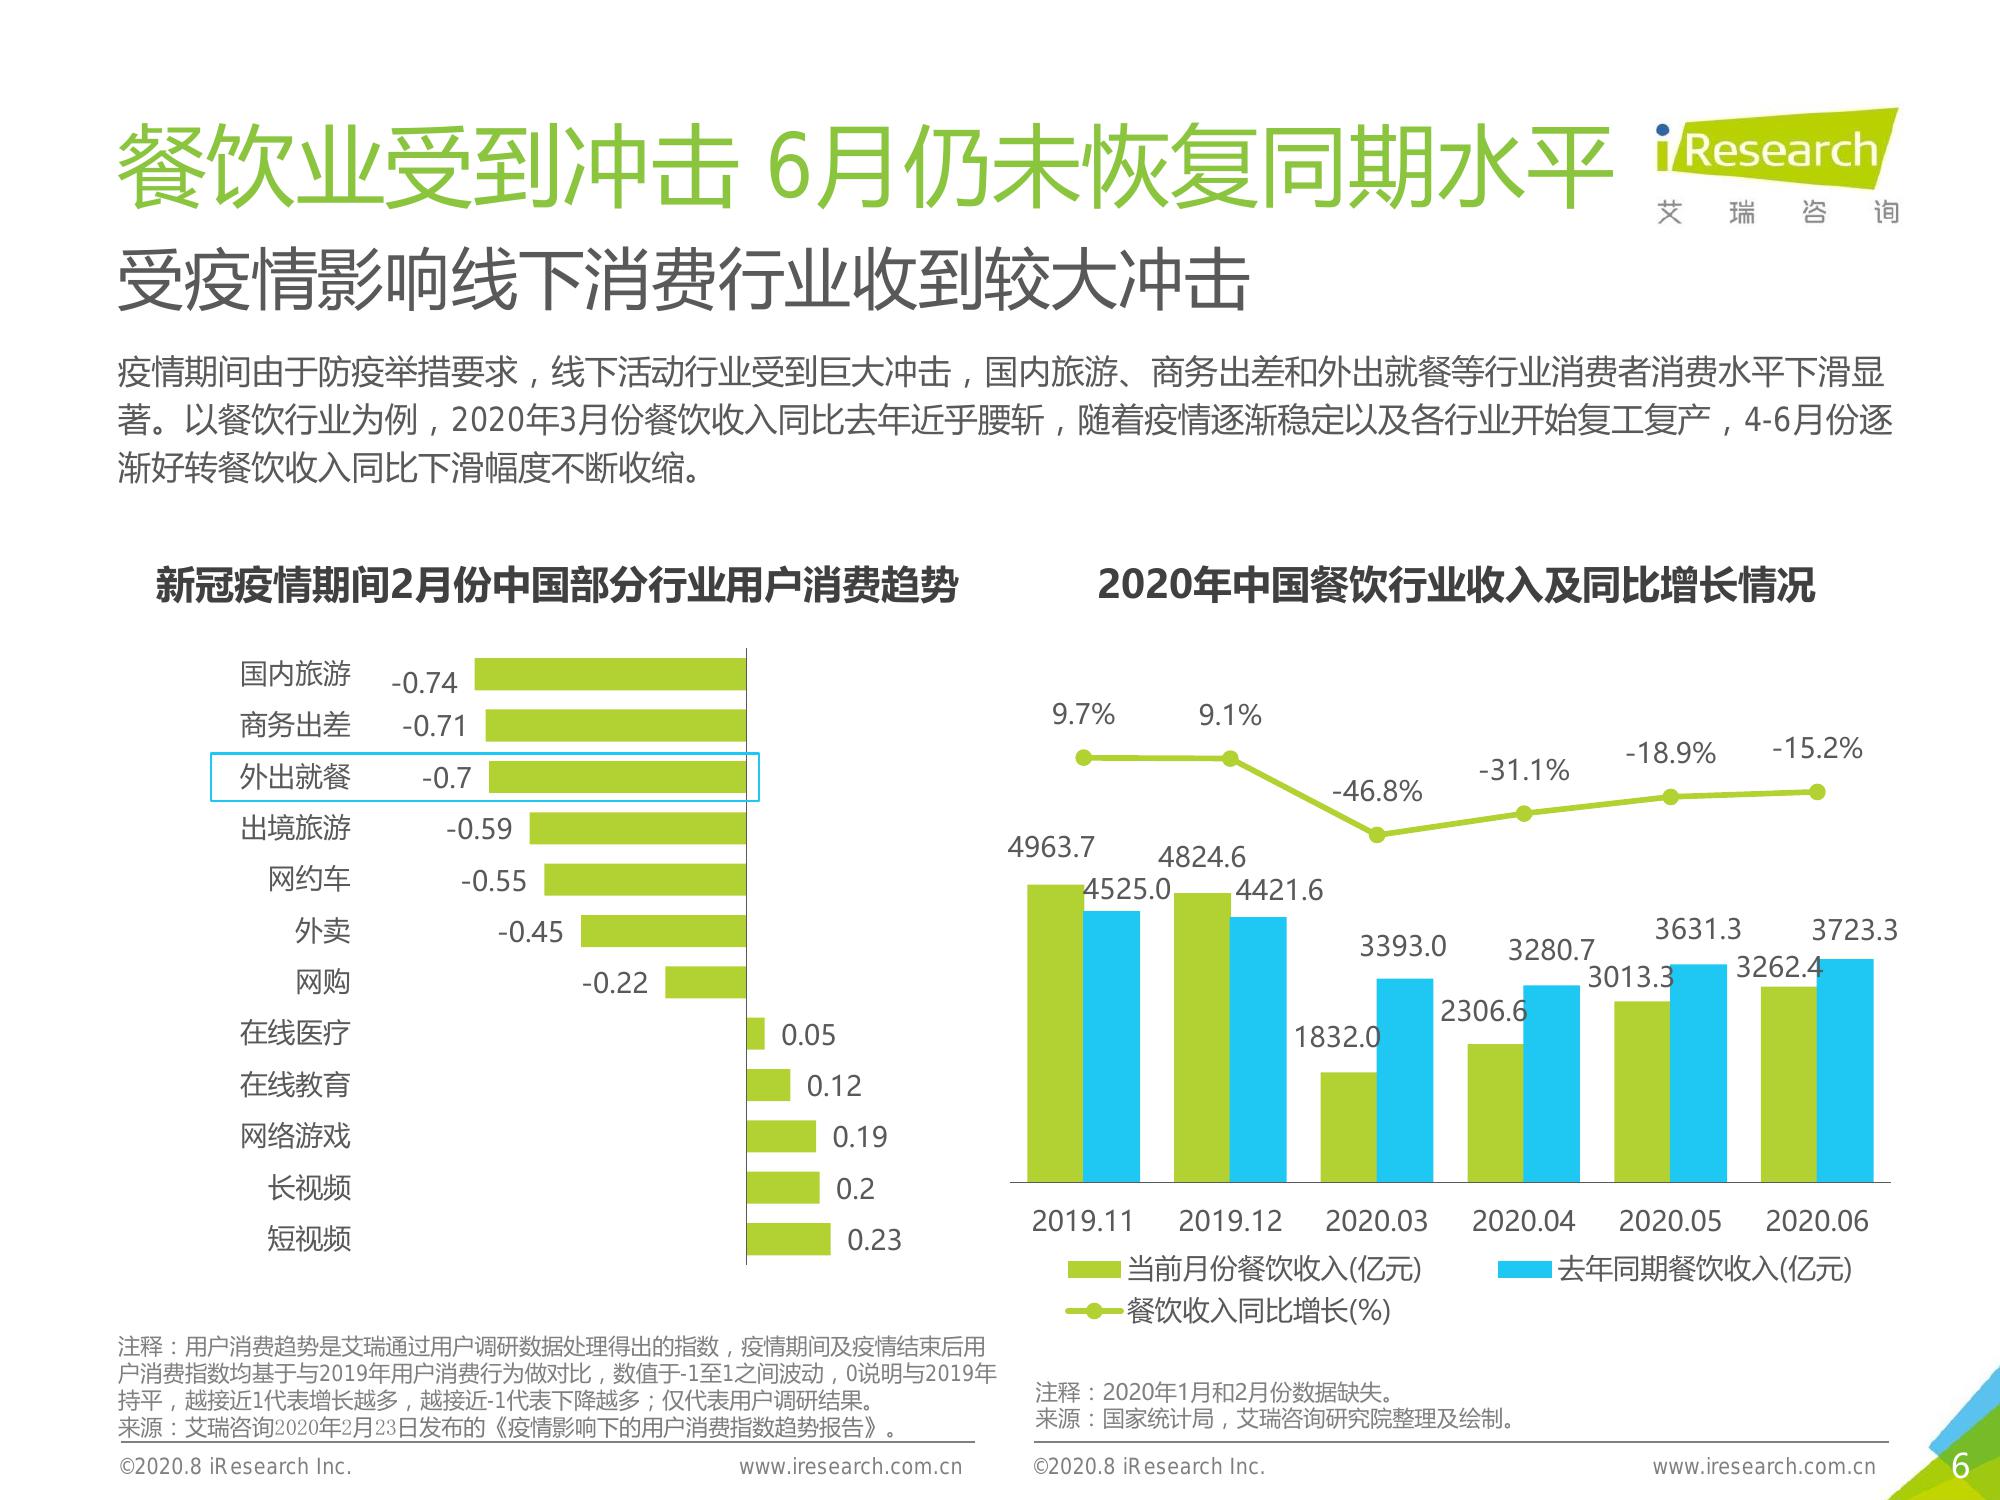 餐饮业受到冲击 6月仍未恢复同期水平
iResearch
艾瑞咨询
受疫情影响线下消费行业收到较大冲击
疫情期间由于防疫举措要求，线下活动行业受到巨大冲击，国内旅游、商务出差和外出就餐等行业消费者消费水平下滑显
著。以餐饮行业为例，2020年3月份餐饮收入同比去年近乎腰斩，随着疫情逐渐稳定以及各行业开始复工复产，4-6月份逐
渐好转餐饮收入同比下滑幅度不断收缩。
新冠疫情期间2月份中国部分行业用户消费趋势
国内旅游 -0.74
商务出差 -0.71
外出就餐 -0.7
出境旅游 -0.59
网约车 -0.55
外卖 -0.45
网购 -0.22
在线医疗 0.05
在线教育 0.12
网络游戏 0.19
长视频 0.2
短视频 0.23
注释：用户消费趋势是艾瑞通过用户调研数据处理得出的指数，疫情期间及疫情结束后用
户消费指数均基于与2019年用户消费行为做对比，数值于-1至1之间波动，0说明与2019年
持平，越接近1代表增长越多，越接近-1代表下降越多；仅代表用户调研结果。
来源：艾瑞咨询2020年2月23日发布的《疫情影响下的用户消费指数趋势报告》。
2020年中国餐饮行业收入及同比增长情况
9.7% 9.1% -46.8% -31.1% -18.9% -15.2%
4963.7 4525.0 4824.6 4421.6 1832.0 3393.0 2306.6 3280.7 3013.3 3631.3 3262.4 3723.3
2019.11 2019.12 2020.03 2020.04 2020.05 2020.06
当前月份餐饮收入(亿元) 去年同期餐饮收入(亿元)
餐饮收入同比增长(%)
注释：2020年1月和2月份数据缺失。
来源：国家统计局，艾瑞咨询研究院整理及绘制。
©2020.8 iResearch Inc. www.iresearch.com.cn ©2020.8 iResearch Inc. www.iresearch.com.cn
6